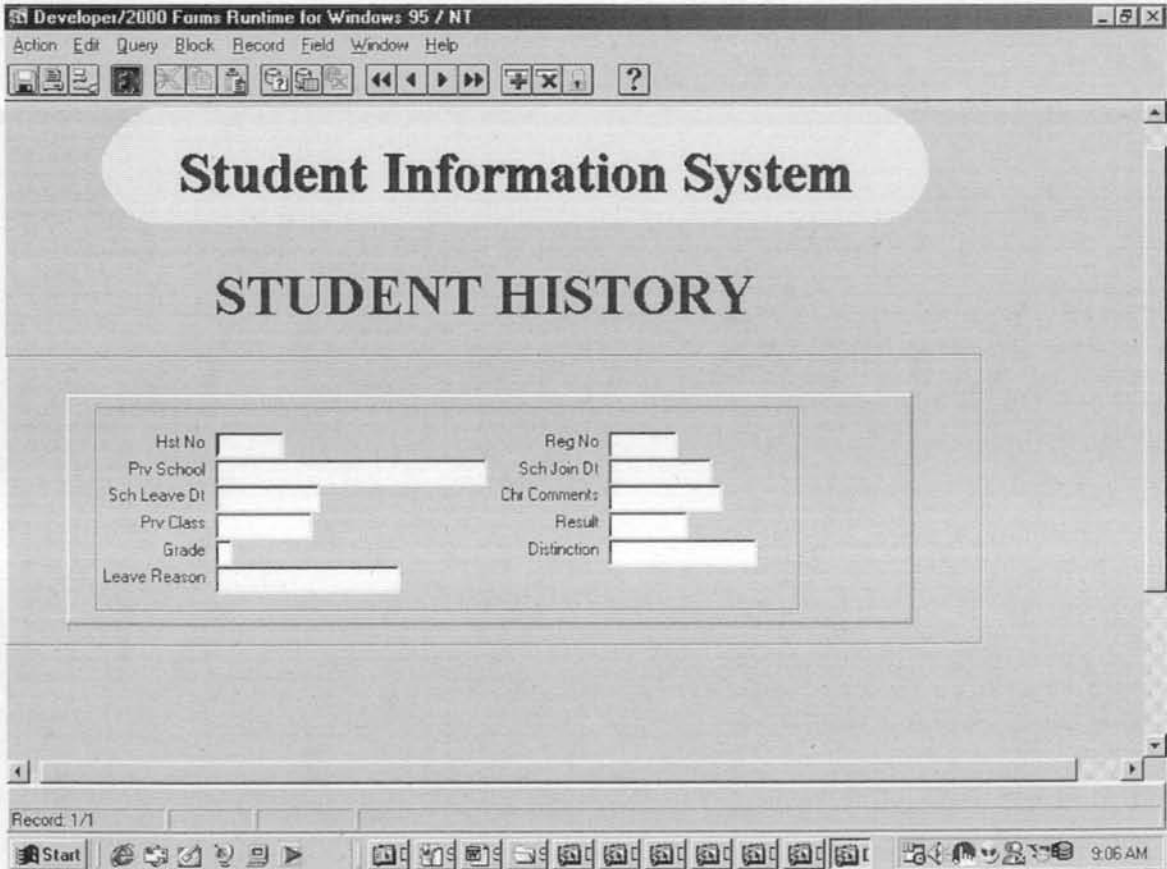 Developer/2000 Forms Runtime for Windows 95 / NT
Action Edit Query Block Record Field Window Help
?
Student Information System
STUDENT HISTORY
Hst No Reg No
Prv School Sch Join Dt
Sch Leave Dt Chr Comments
Prv Class Result
Grade Distinction
Leave Reason
Record: 1/1
Start 9:06 AM